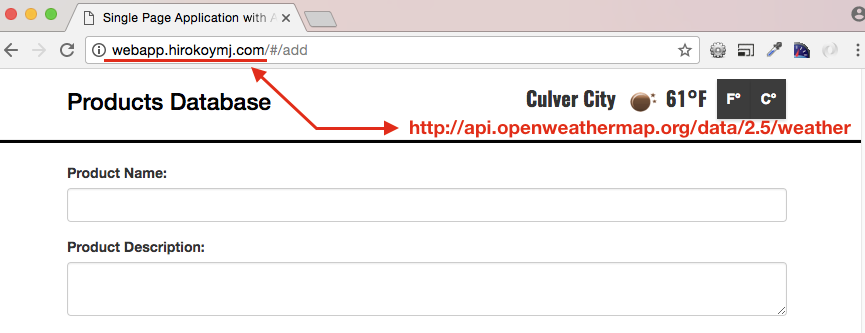 Single Page Application with A
webapp.hirokoymj.com/#/add
Products Database
Culver City 61°F F° C°
http://api.openweathermap.org/data/2.5/weather
Product Name:
Product Description: